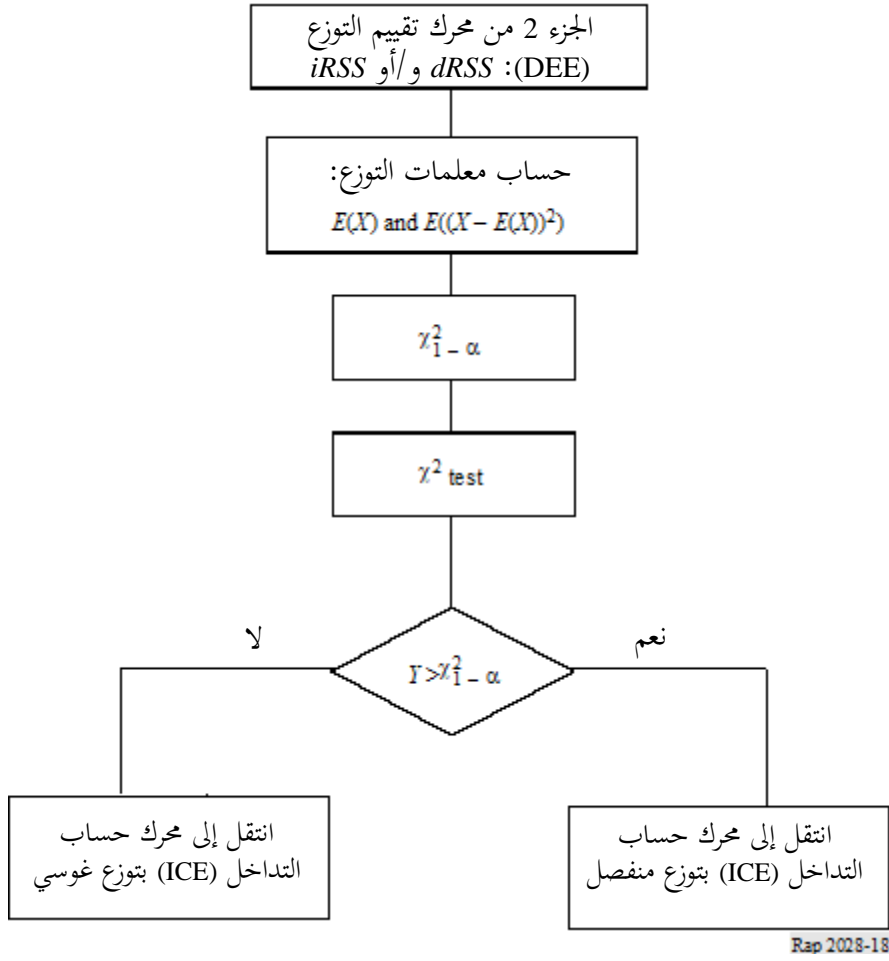 الجزء 2 من محرك تقييم التوزع
(DEE): dRSS و/أو iRSS
حساب معلمات التوزع:
E(X) and E((X – E(X))²)
χ²₁ – α
χ² test
لا
نعم
Y>χ²₁ – α
انتقل إلى محرك حساب
التداخل (ICE) بتوزع غوسي
انتقل إلى محرك حساب
التداخل (ICE) بتوزع منفصل
Rap 2028-18